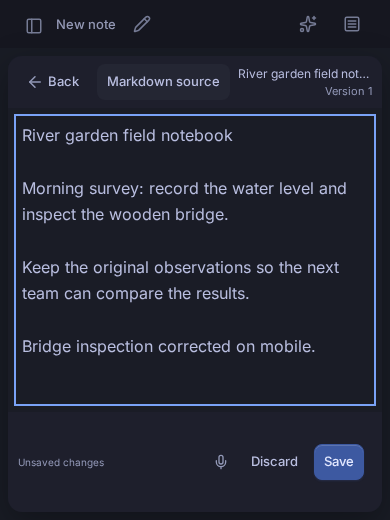 New note
Back
Markdown source
River garden field not...
Version 1
River garden field notebook
Morning survey: record the water level and
inspect the wooden bridge.
Keep the original observations so the next
team can compare the results.
Bridge inspection corrected on mobile.
Unsaved changes
Discard
Save